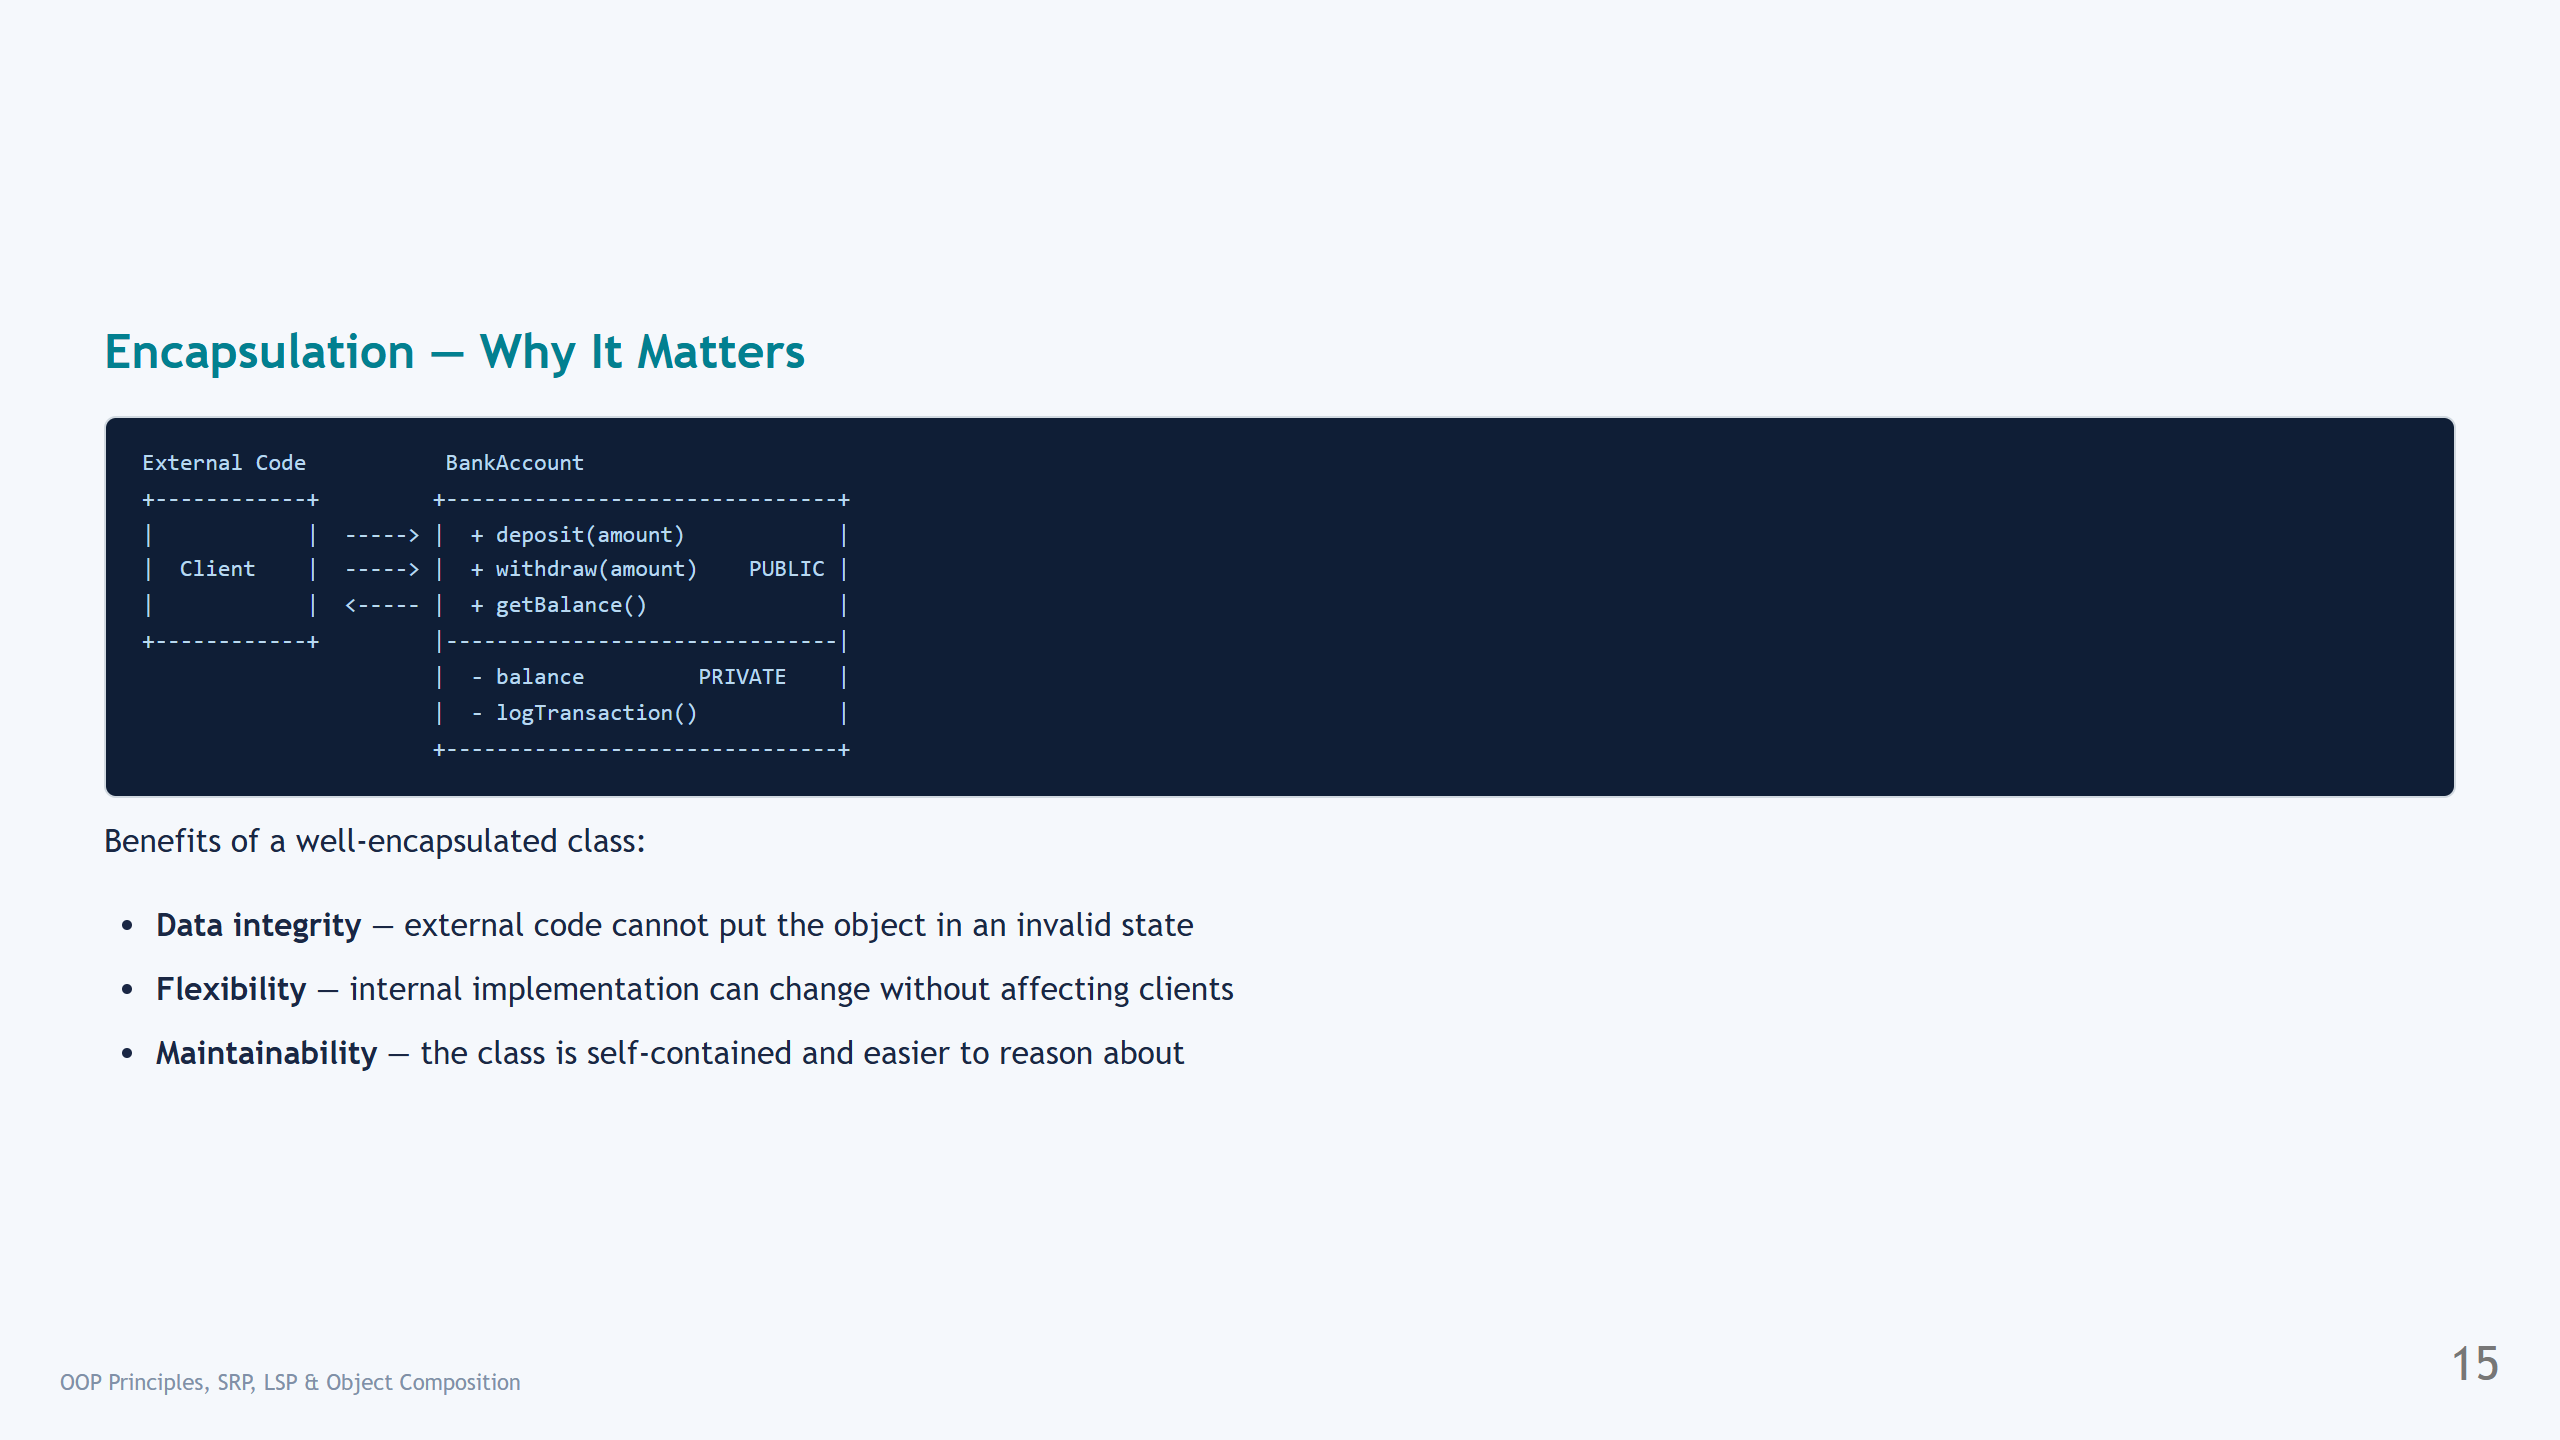 Encapsulation — Why It Matters
External Code           BankAccount
+------------+         +-------------------------------+
|            |  -----> |  + deposit(amount)            |
|  Client    |  -----> |  + withdraw(amount)    PUBLIC |
|            |  <----- |  + getBalance()               |
+------------+         |-------------------------------|
                       |  - balance         PRIVATE    |
                       |  - logTransaction()           |
                       +-------------------------------+
Benefits of a well-encapsulated class:
• Data integrity — external code cannot put the object in an invalid state
• Flexibility — internal implementation can change without affecting clients
• Maintainability — the class is self-contained and easier to reason about
OOP Principles, SRP, LSP & Object Composition
15